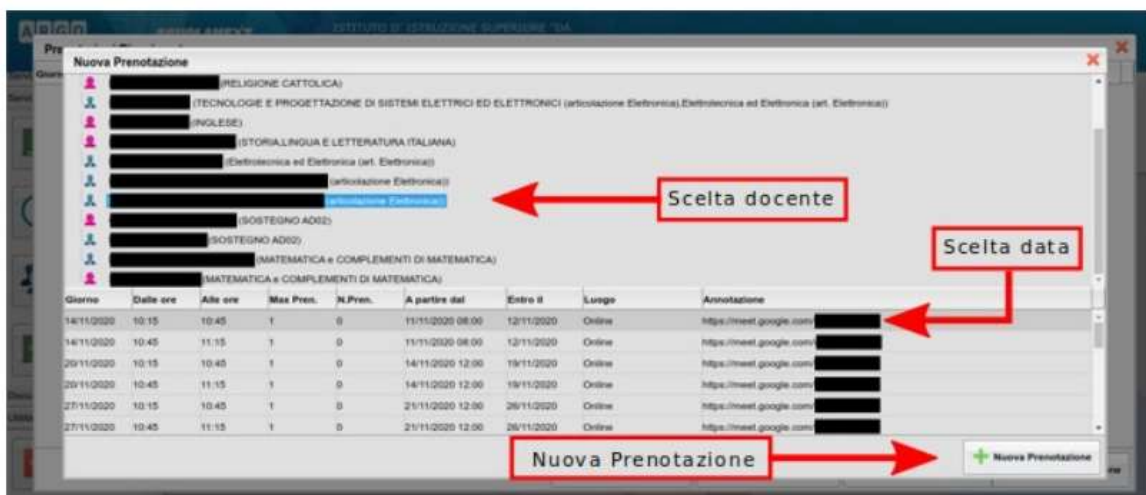 ARGO
ISTITUTO D' ISTRUZIONE SUPERIORE "DA
Nuova Prenotazione
(RELIGIONE CATTOLICA)
(TECNOLOGIE E PROGETTAZIONE DI SISTEMI ELETTRICI ED ELETTRONICI (articolazione Elettronica),Elettrotecnica ed Elettronica (art. Elettronica))
(INGLESE)
(STORIA,LINGUA E LETTERATURA ITALIANA)
(Elettrotecnica ed Elettronica (art. Elettronica))
(articolazione Elettronica))
(articolazione Elettronica))
Scelta docente
(SOSTEGNO AD02)
(SOSTEGNO AD02)
Scelta data
(MATEMATICA e COMPLEMENTI DI MATEMATICA)
(MATEMATICA e COMPLEMENTI DI MATEMATICA)
Giorno Dalle ore Alle ore Max Pren. N.Pren. A partire dal Entro il Luogo Annotazione
14/11/2020 10:15 10:45 1 0 11/11/2020 08:00 12/11/2020 Online https://meet.google.com/
14/11/2020 10:45 11:15 1 0 11/11/2020 08:00 12/11/2020 Online https://meet.google.com/
20/11/2020 10:15 10:45 1 0 14/11/2020 12:00 19/11/2020 Online https://meet.google.com/
20/11/2020 10:45 11:15 1 0 14/11/2020 12:00 19/11/2020 Online https://meet.google.com/
27/11/2020 10:15 10:45 1 0 21/11/2020 12:00 26/11/2020 Online https://meet.google.com/
27/11/2020 10:45 11:15 1 0 21/11/2020 12:00 26/11/2020 Online https://meet.google.com/
Nuova Prenotazione
Nuova Prenotazione